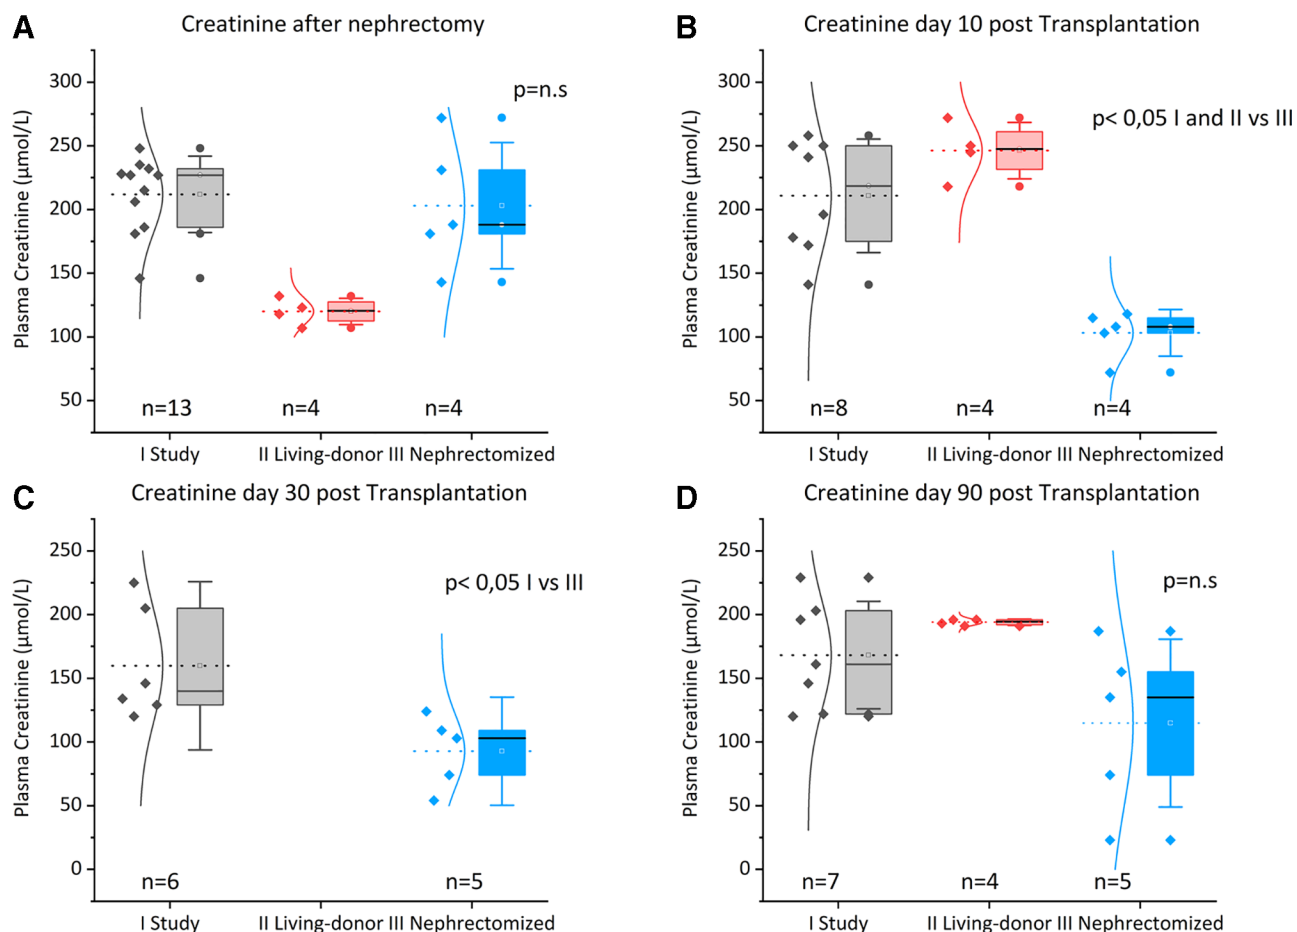 A
Creatinine after nephrectomy
Plasma Creatinine (µmol/L)
300
250
200
150
100
50
p=n.s
n=13
n=4
n=4
I Study
II Living-donor
III Nephrectomized
B
Creatinine day 10 post Transplantation
Plasma Creatinine (µmol/L)
300
250
200
150
100
50
p< 0,05 I and II vs III
n=8
n=4
n=4
I Study
II Living-donor
III Nephrectomized
C
Creatinine day 30 post Transplantation
Plasma Creatinine (µmol/L)
250
200
150
100
50
0
p< 0,05 I vs III
n=6
n=5
I Study
II Living-donor
III Nephrectomized
D
Creatinine day 90 post Transplantation
Plasma Creatinine (µmol/L)
250
200
150
100
50
0
p=n.s
n=7
n=4
n=5
I Study
II Living-donor
III Nephrectomized